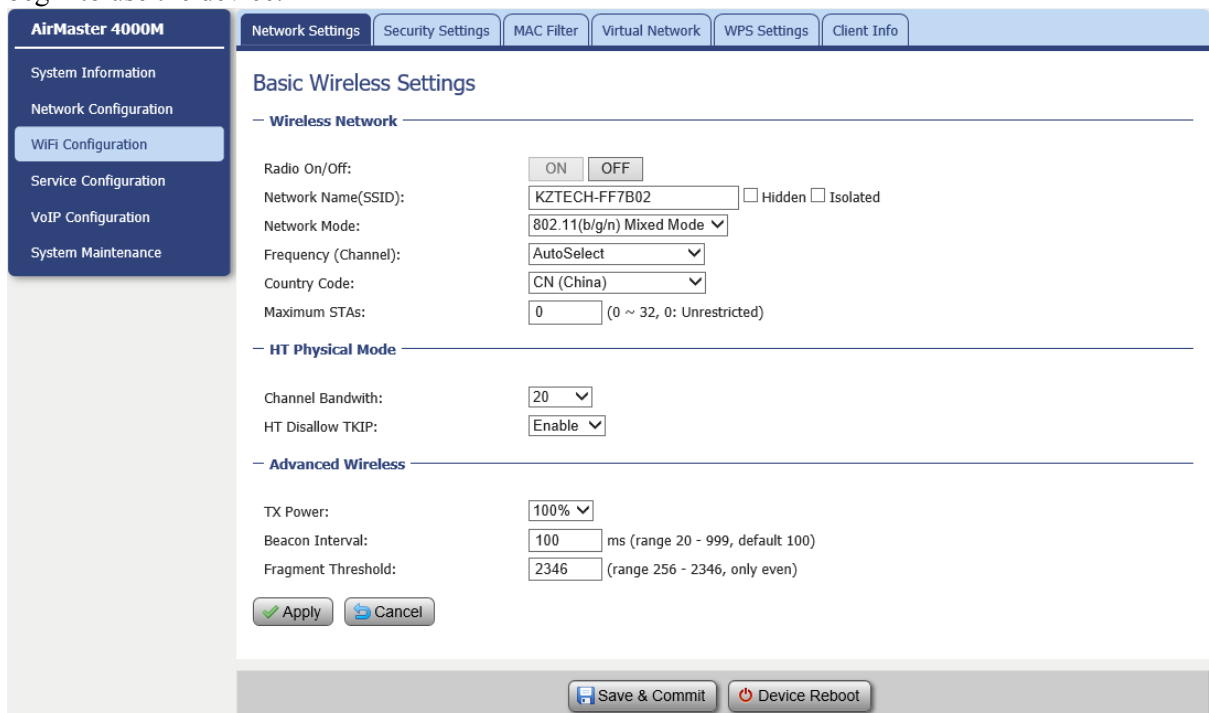 begin to use the device.
AirMaster 4000M
Network Settings Security Settings MAC Filter Virtual Network WPS Settings Client Info
System Information
Network Configuration
WiFi Configuration
Service Configuration
VoIP Configuration
System Maintenance
Basic Wireless Settings
Wireless Network
Radio On/Off: ON OFF
Network Name(SSID): KZTECH-FF7B02 Hidden Isolated
Network Mode: 802.11(b/g/n) Mixed Mode
Frequency (Channel): AutoSelect
Country Code: CN (China)
Maximum STAs: 0 (0 ~ 32, 0: Unrestricted)
HT Physical Mode
Channel Bandwith: 20
HT Disallow TKIP: Enable
Advanced Wireless
TX Power: 100%
Beacon Interval: 100 ms (range 20 - 999, default 100)
Fragment Threshold: 2346 (range 256 - 2346, only even)
Apply Cancel
Save & Commit Device Reboot